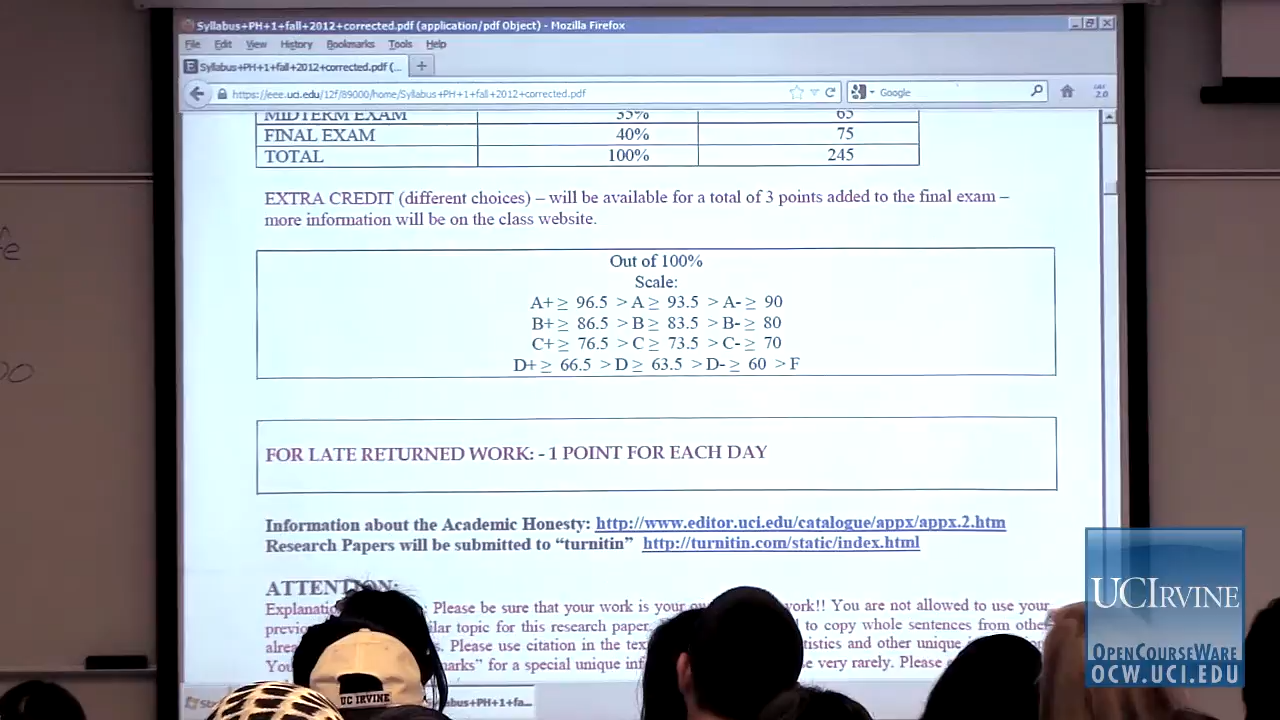 Syllabus+PH+1+fall+2012+corrected.pdf (application/pdf Object) - Mozilla Firefox
File Edit View History Bookmarks Tools Help
Syllabus+PH+1+fall+2012+corrected.pdf (...
https://eee.uci.edu/12f/89000/home/Syllabus+PH+1+fall+2012+corrected.pdf
Google
MIDTERM EXAM 35% 65
FINAL EXAM 40% 75
TOTAL 100% 245
EXTRA CREDIT (different choices) – will be available for a total of 3 points added to the final exam –
more information will be on the class website.
Out of 100%
Scale:
A+ ≥ 96.5 > A ≥ 93.5 > A- ≥ 90
B+ ≥ 86.5 > B ≥ 83.5 > B- ≥ 80
C+ ≥ 76.5 > C ≥ 73.5 > C- ≥ 70
D+ ≥ 66.5 > D ≥ 63.5 > D- ≥ 60 > F
FOR LATE RETURNED WORK: - 1 POINT FOR EACH DAY
Information about the Academic Honesty: http://www.editor.uci.edu/catalogue/appx/appx.2.htm
Research Papers will be submitted to “turnitin” http://turnitin.com/static/index.html
ATTENTION:
: Please be sure that your work is your work!! You are not allowed to use your
topic for this research paper. to copy whole sentences from
Please use citation in the and other unique
for a special unique very rarely. Please
UC IRVINE
UCIRVINE
OPENCOURSEWARE
OCW.UCI.EDU